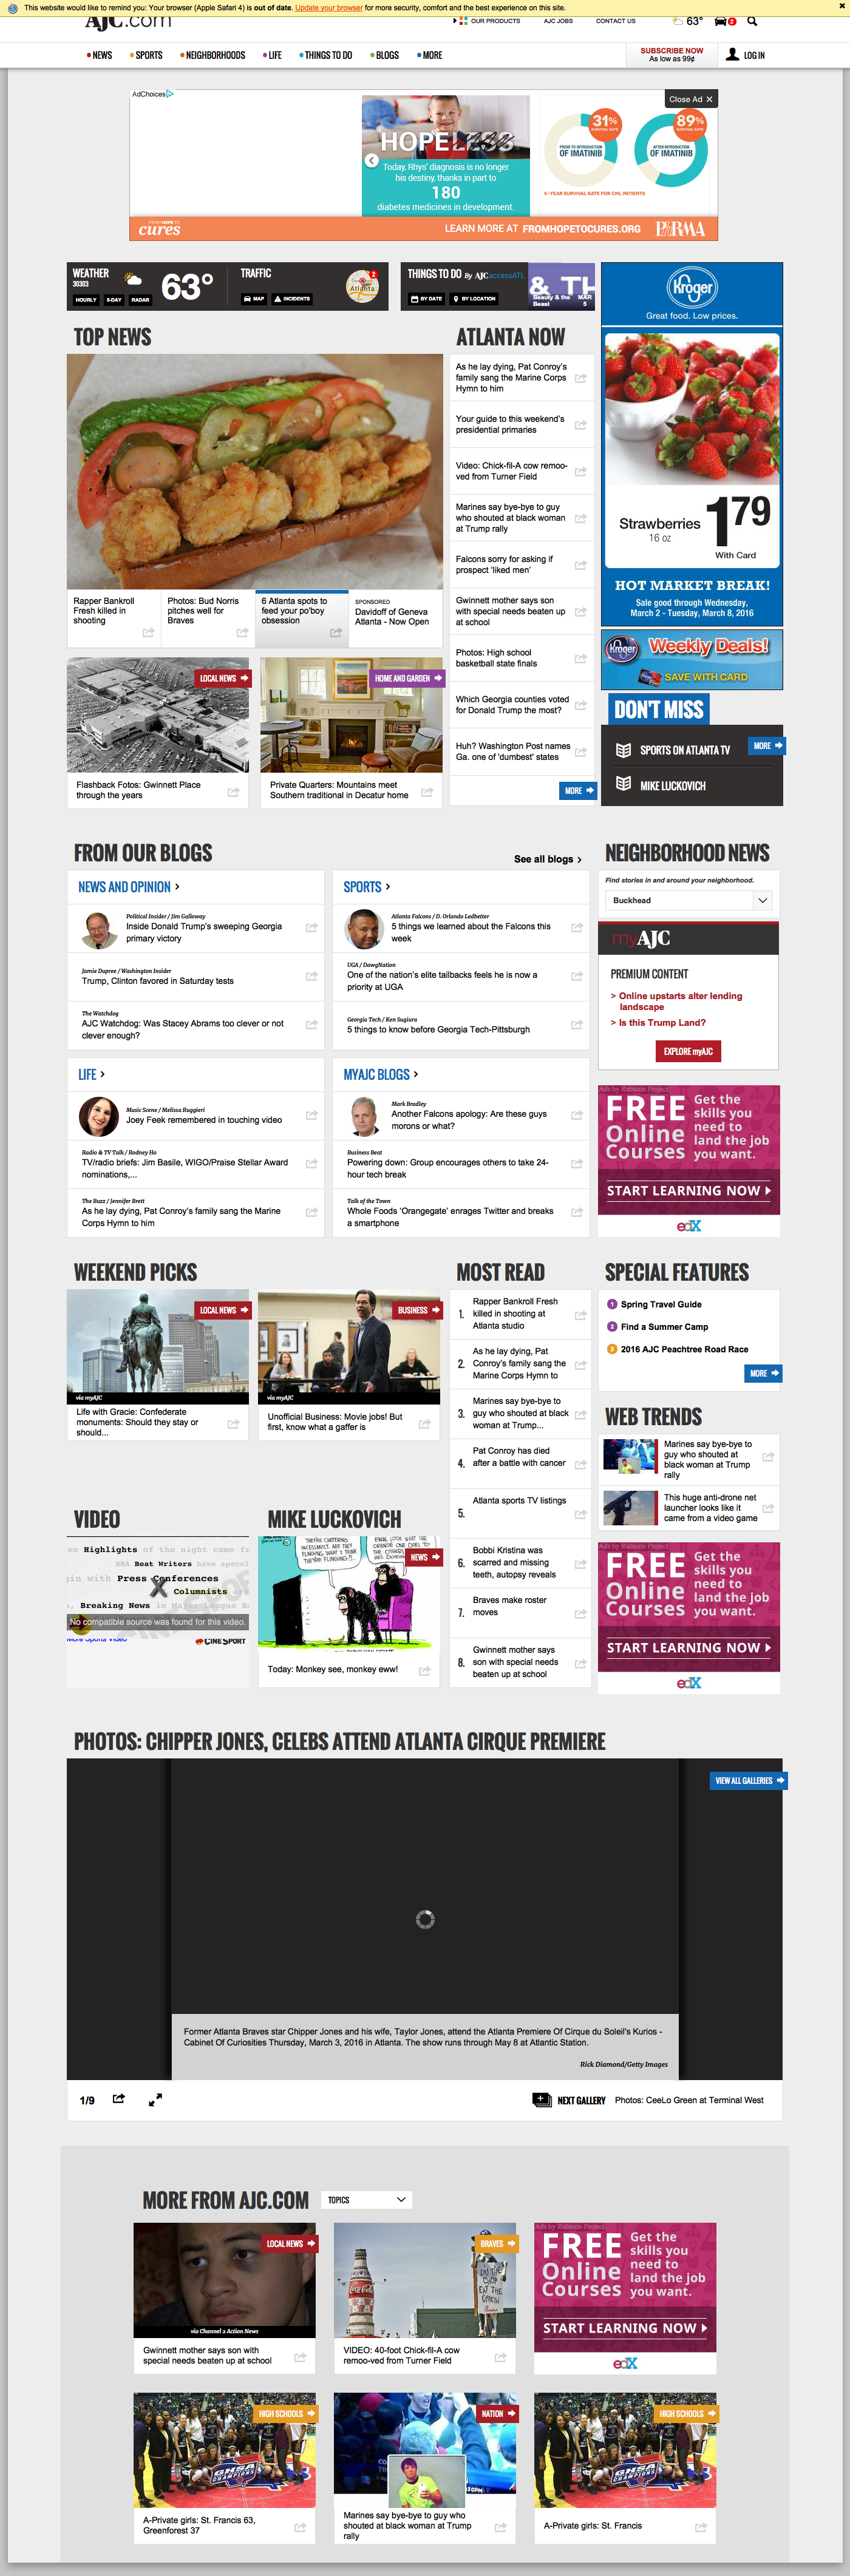 This website would like to remind you: Your browser (Apple Safari 4) is out of date. Update your browser for more security, comfort and the best experience on this site.
AJC.com
OUR PRODUCTS
AJC JOBS
CONTACT US
63°
2
NEWS
SPORTS
NEIGHBORHOODS
LIFE
THINGS TO DO
BLOGS
MORE
SUBSCRIBE NOW
As low as 99¢
LOG IN
AdChoices
Close Ad X
HOPELESS
Today, Rhys' diagnosis is no longer
his destiny, thanks in part to
180
diabetes medicines in development.
31%
SURVIVAL RATE
PRIOR TO INTRODUCTION
OF IMATINIB
89%
SURVIVAL RATE
AFTER INTRODUCTION
OF IMATINIB
5-YEAR SURVIVAL RATE FOR CML PATIENTS
FROM HOPE TO
cures
LEARN MORE AT FROMHOPETOCURES.ORG
PhRMA
WEATHER
30303
HOURLY
5-DAY
RADAR
63°
TRAFFIC
MAP
INCIDENTS
Atlanta
2
THINGS TO DO By AJC accessATL
BY DATE
BY LOCATION
& TH
Beauty & the
Beast
MAR
5
Kroger
Great food. Low prices.
Strawberries
16 oz
1 79
With Card
HOT MARKET BREAK!
Sale good through Wednesday,
March 2 - Tuesday, March 8, 2016
Kroger
Weekly Deals!
SAVE WITH CARD
TOP NEWS
Rapper Bankroll
Fresh killed in
shooting
Photos: Bud Norris
pitches well for
Braves
6 Atlanta spots to
feed your po'boy
obsession
SPONSORED
Davidoff of Geneva
Atlanta - Now Open
LOCAL NEWS
Flashback Fotos: Gwinnett Place
through the years
HOME AND GARDEN
Private Quarters: Mountains meet
Southern traditional in Decatur home
ATLANTA NOW
As he lay dying, Pat Conroy's
family sang the Marine Corps
Hymn to him
Your guide to this weekend's
presidential primaries
Video: Chick-fil-A cow remoo-
ved from Turner Field
Marines say bye-bye to guy
who shouted at black woman
at Trump rally
Falcons sorry for asking if
prospect 'liked men'
Gwinnett mother says son
with special needs beaten up
at school
Photos: High school
basketball state finals
Which Georgia counties voted
for Donald Trump the most?
Huh? Washington Post names
Ga. one of 'dumbest' states
MORE
DON'T MISS
SPORTS ON ATLANTA TV
MORE
MIKE LUCKOVICH
FROM OUR BLOGS
See all blogs >
NEWS AND OPINION >
Political Insider / Jim Galloway
Inside Donald Trump's sweeping Georgia
primary victory
Jamie Dupree / Washington Insider
Trump, Clinton favored in Saturday tests
The Watchdog
AJC Watchdog: Was Stacey Abrams too clever or not
clever enough?
SPORTS >
Atlanta Falcons / D. Orlando Ledbetter
5 things we learned about the Falcons this
week
UGA / DawgNation
One of the nation's elite tailbacks feels he is now a
priority at UGA
Georgia Tech / Ken Sugiura
5 things to know before Georgia Tech-Pittsburgh
LIFE >
Music Scene / Melissa Ruggieri
Joey Feek remembered in touching video
Radio & TV Talk / Rodney Ho
TV/radio briefs: Jim Basile, WIGO/Praise Stellar Award
nominations,...
The Buzz / Jennifer Brett
As he lay dying, Pat Conroy's family sang the Marine
Corps Hymn to him
MYAJC BLOGS >
Mark Bradley
Another Falcons apology: Are these guys
morons or what?
Business Beat
Powering down: Group encourages others to take 24-
hour tech break
Talk of the Town
Whole Foods 'Orangegate' enrages Twitter and breaks
a smartphone
NEIGHBORHOOD NEWS
Find stories in and around your neighborhood.
Buckhead
myAJC
PREMIUM CONTENT
> Online upstarts alter lending
landscape
> Is this Trump Land?
EXPLORE myAJC
Ads by Rubicon Project
FREE
Online
Courses
Get the
skills you
need to
land the job
you want.
START LEARNING NOW
edX
WEEKEND PICKS
LOCAL NEWS
via myAJC
Life with Gracie: Confederate
monuments: Should they stay or
should...
BUSINESS
via myAJC
Unofficial Business: Movie jobs! But
first, know what a gaffer is
MOST READ
1. Rapper Bankroll Fresh
killed in shooting at
Atlanta studio
2. As he lay dying, Pat
Conroy's family sang the
Marine Corps Hymn to
3. Marines say bye-bye to
guy who shouted at black
woman at Trump...
4. Pat Conroy has died
after a battle with cancer
5. Atlanta sports TV listings
6. Bobbi Kristina was
scarred and missing
teeth, autopsy reveals
7. Braves make roster
moves
8. Gwinnett mother says
son with special needs
beaten up at school
SPECIAL FEATURES
1 Spring Travel Guide
2 Find a Summer Camp
3 2016 AJC Peachtree Road Race
MORE
WEB TRENDS
Marines say bye-bye to
guy who shouted at
black woman at Trump
rally
This huge anti-drone net
launcher looks like it
came from a video game
Ads by Rubicon Project
FREE
Online
Courses
Get the
skills you
need to
land the job
you want.
START LEARNING NOW
edX
VIDEO
on Highlights of the night came fr
NBA Beat Writers have specul
gin with Press Conferences
Columnists
, Breaking News in Major League Ba
No compatible source was found for this video.
More Sports Video
CINESPORT
MIKE LUCKOVICH
NEWS
Today: Monkey see, monkey eww!
PHOTOS: CHIPPER JONES, CELEBS ATTEND ATLANTA CIRQUE PREMIERE
VIEW ALL GALLERIES
Former Atlanta Braves star Chipper Jones and his wife, Taylor Jones, attend the Atlanta Premiere Of Cirque du Soleil's Kurios -
Cabinet Of Curiosities Thursday, March 3, 2016 in Atlanta. The show runs through May 8 at Atlantic Station.
Rick Diamond/Getty Images
1/9
NEXT GALLERY
Photos: CeeLo Green at Terminal West
MORE FROM AJC.COM
TOPICS
LOCAL NEWS
via Channel 2 Action News
Gwinnett mother says son with
special needs beaten up at school
BRAVES
Coca-Cola
VIDEO: 40-foot Chick-fil-A cow
remoo-ved from Turner Field
Ads by Rubicon Project
FREE
Online
Courses
Get the
skills you
need to
land the job
you want.
START LEARNING NOW
edX
HIGH SCHOOLS
GHSA
A-Private girls: St. Francis 63,
Greenforest 37
NATION
Marines say bye-bye to guy who
shouted at black woman at Trump
rally
HIGH SCHOOLS
GHSA
A-Private girls: St. Francis